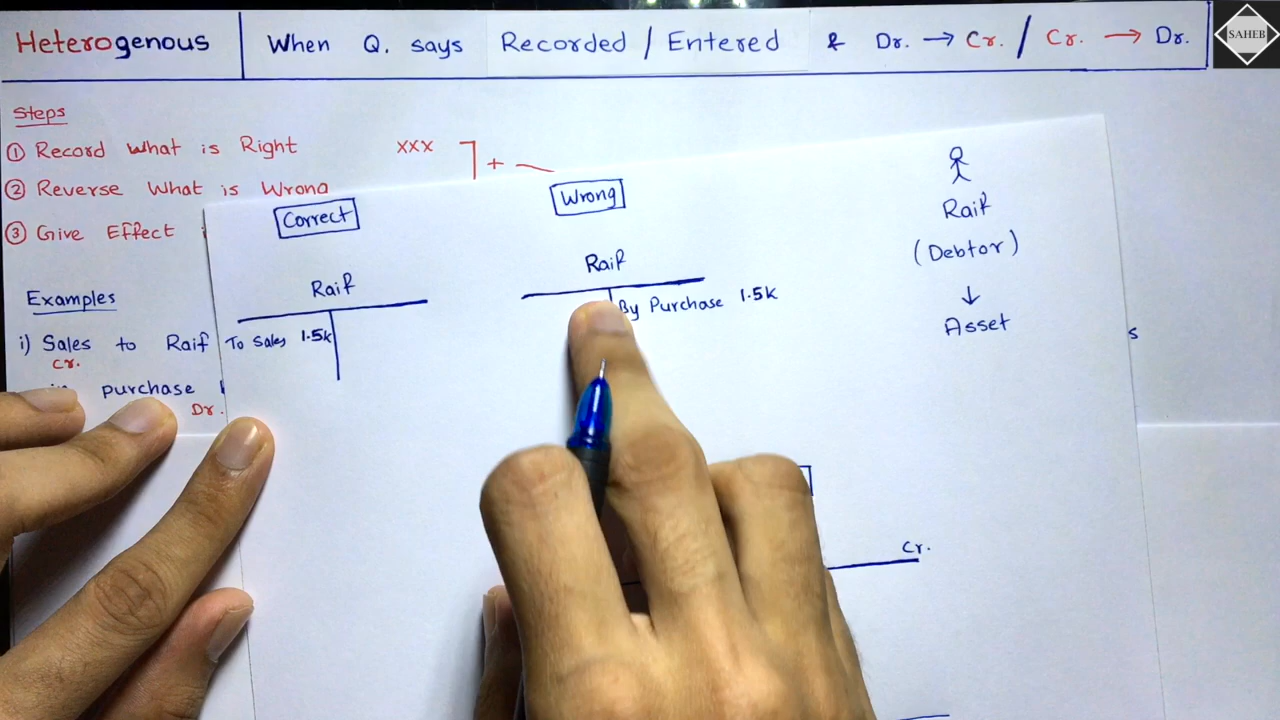 Heterogenous When Q. says Recorded / Entered & Dr. → Cr. / Cr. → Dr.
SAHEB
Steps
① Record What is Right xxx ] + —
② Reverse What is Wrong
③ Give Effect
Correct
Wrong
Raif
To Sales 1.5k
Raif
By Purchase 1.5k
Raif
(Debtor)
↓
Asset
Examples
i) Sales to Raif
Cr.
purchase
Dr.
s
Cr.